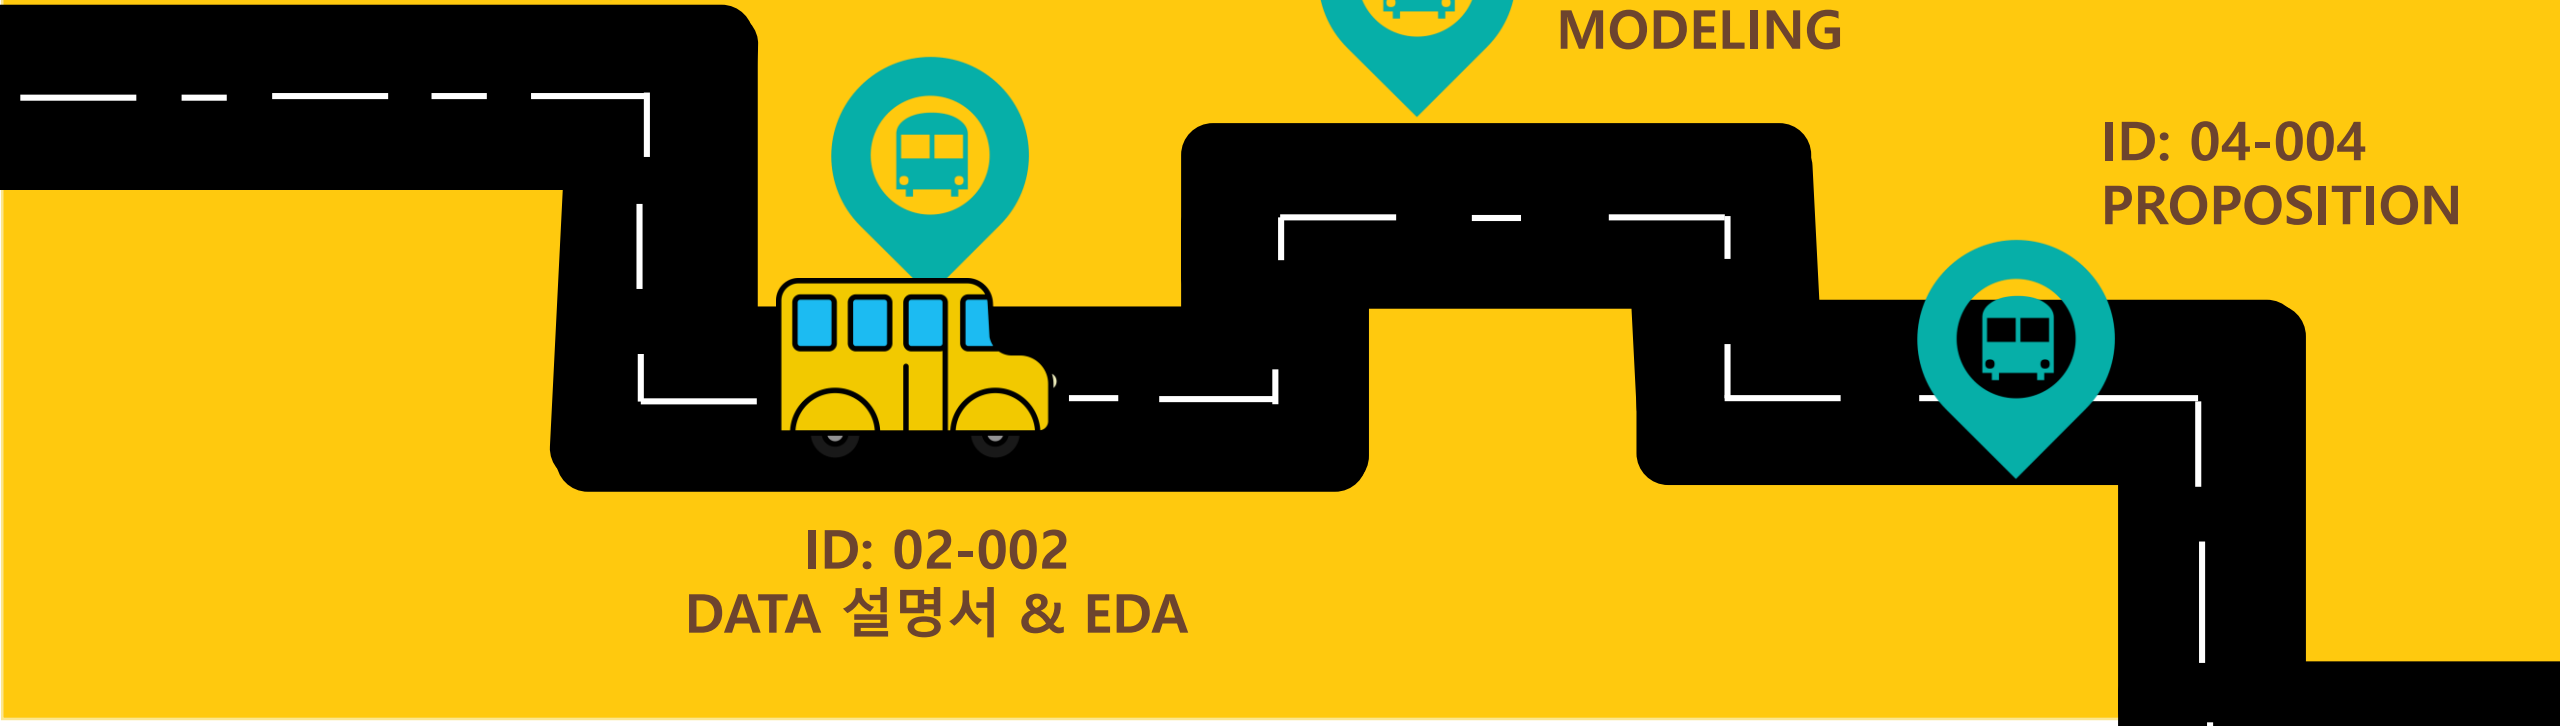 MODELING
ID: 04-004
PROPOSITION
ID: 02-002
DATA 설명서 & EDA